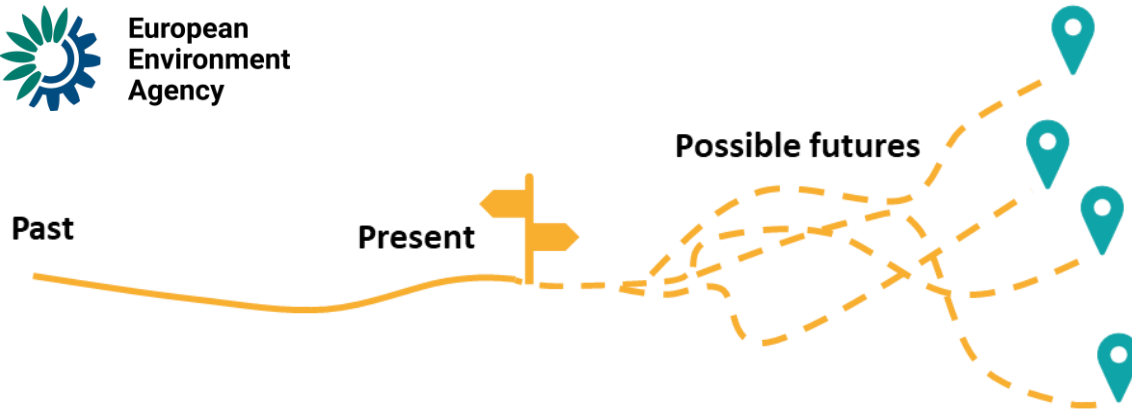 European
Environment
Agency
Possible futures
Past
Present